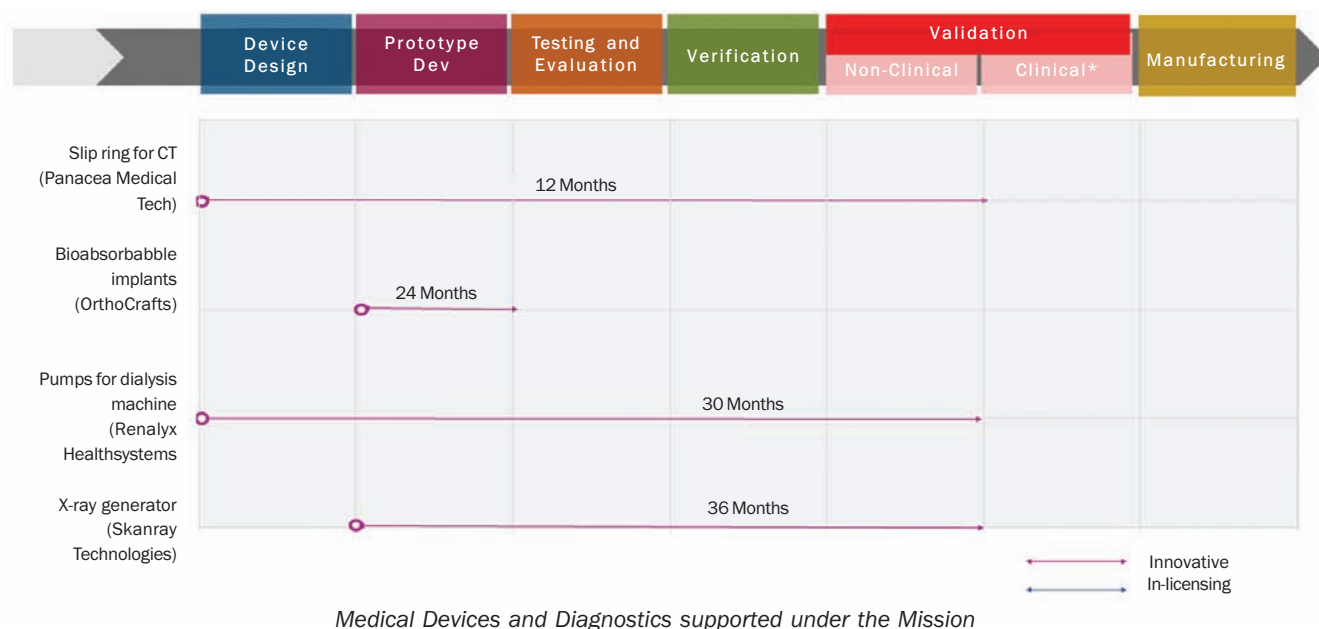 Device
Design
Prototype
Dev
Testing and
Evaluation
Verification
Validation
Non-Clinical
Clinical*
Manufacturing
Slip ring for CT
(Panacea Medical
Tech)
12 Months
Bioabsorbabble
implants
(OrthoCrafts)
24 Months
Pumps for dialysis
machine
(Renalyx
Healthsystems
30 Months
X-ray generator
(Skanray
Technologies)
36 Months
Innovative
In-licensing
Medical Devices and Diagnostics supported under the Mission